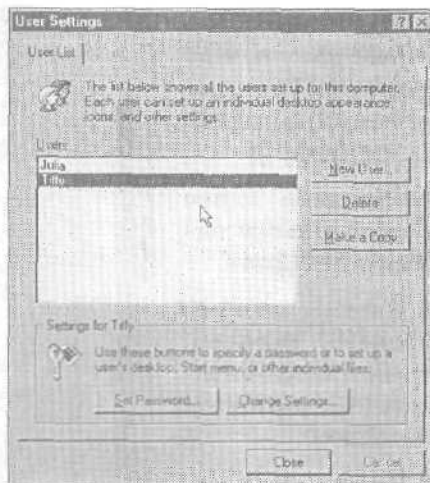 User Settings
User List
The list below shows all the users set up for this computer.
Each user can set up an individual desktop appearance,
icons, and other settings.
Users
Julia
Tiffy
New User...
Delete
Make a Copy
Settings for Tiffy
Use these buttons to specify a password or to set up a
user's desktop, Start menu, or other individual files.
Set Password...
Change Settings...
Close
Cancel